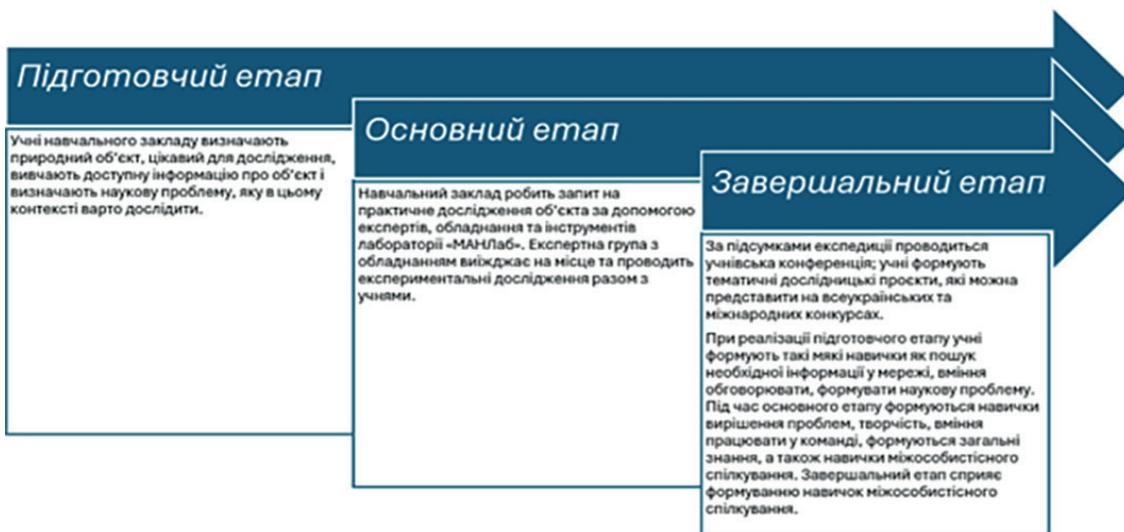 Підготовчий етап
Учні навчального закладу визначають
природний об'єкт, цікавий для дослідження,
вивчають доступну інформацію про об'єкт і
визначають наукову проблему, яку в цьому
контексті варто дослідити.
Основний етап
Навчальний заклад робить запит на
практичне дослідження об'єкта за допомогою
експертів, обладнання та інструментів
лабораторії «МАНЛаб». Експертна група з
обладнанням виїжджає на місце та проводить
експериментальні дослідження разом з
учнями.
Завершальний етап
За підсумками експедиції проводиться
учнівська конференція; учні формують
тематичні дослідницькі проєкти, які можна
представити на всеукраїнських та
міжнародних конкурсах.
При реалізації підготовчого етапу учні
формують такі мякі навички як пошук
необхідної інформації у мережі, вміння
обговорювати, формувати наукову проблему.
Під час основного етапу формуються навички
вирішення проблем, творчість, вміння
працювати у команді, формуються загальні
знання, а також навички міжособистісного
спілкування. Завершальний етап сприяє
формуванню навичок міжособистісного
спілкування.